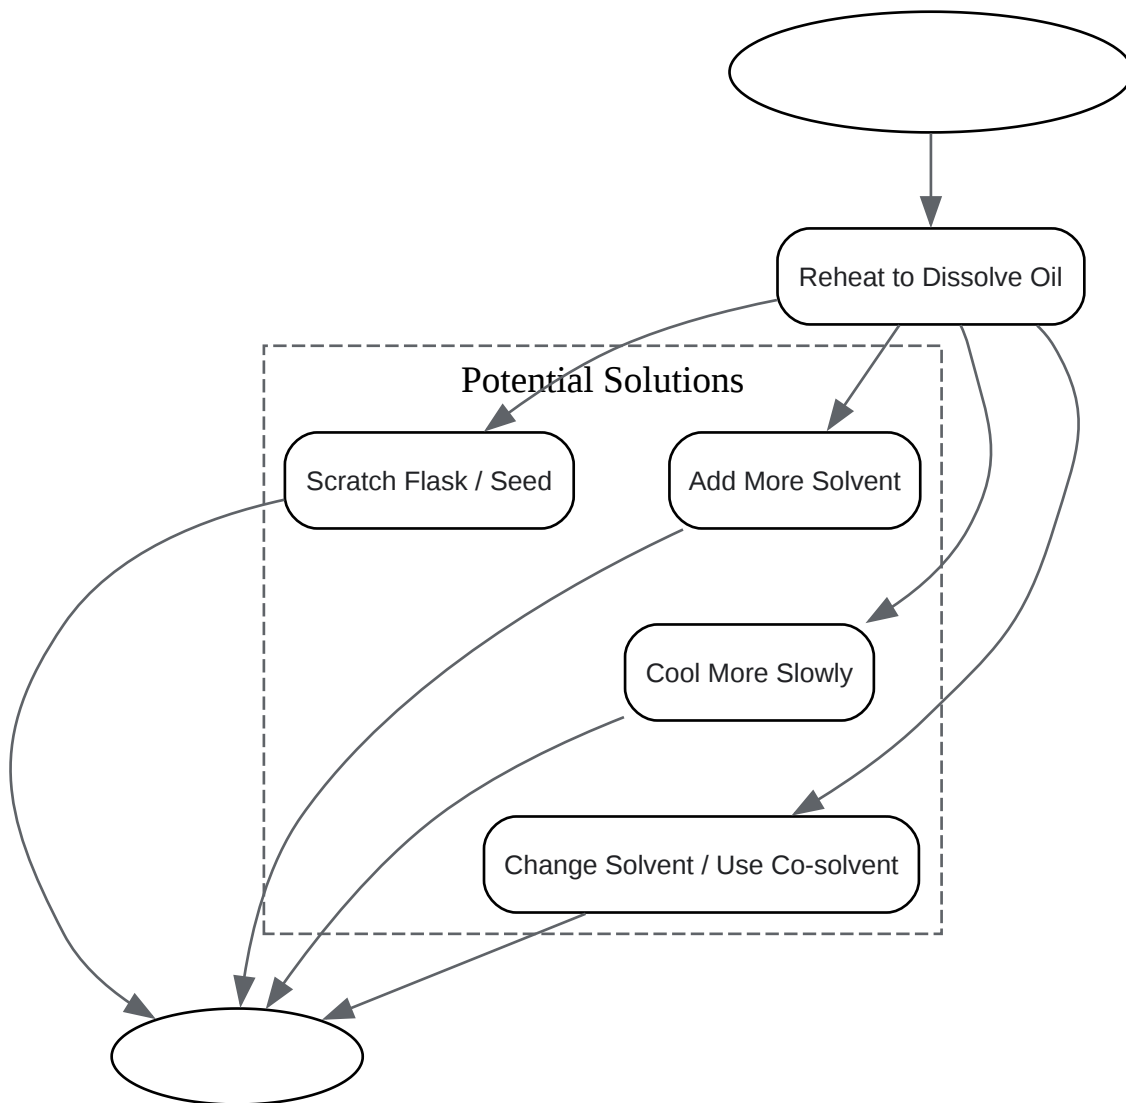 Reheat to Dissolve Oil
Potential Solutions
Scratch Flask / Seed
Add More Solvent
Cool More Slowly
Change Solvent / Use Co-solvent